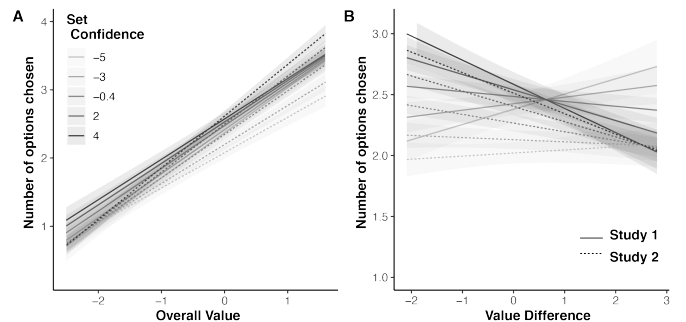 A
Set
Confidence
−5
−3
−0.4
2
4
Number of options chosen
4
3
2
1
−2
−1
0
1
Overall Value
B
Number of options chosen
3.0
2.5
2.0
1.5
1.0
Study 1
Study 2
−2
−1
0
1
2
3
Value Difference